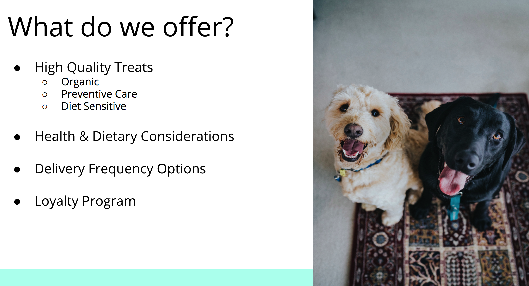 What do we offer?
● High Quality Treats
○ Organic
○ Preventive Care
○ Diet Sensitive
● Health & Dietary Considerations
● Delivery Frequency Options
● Loyalty Program